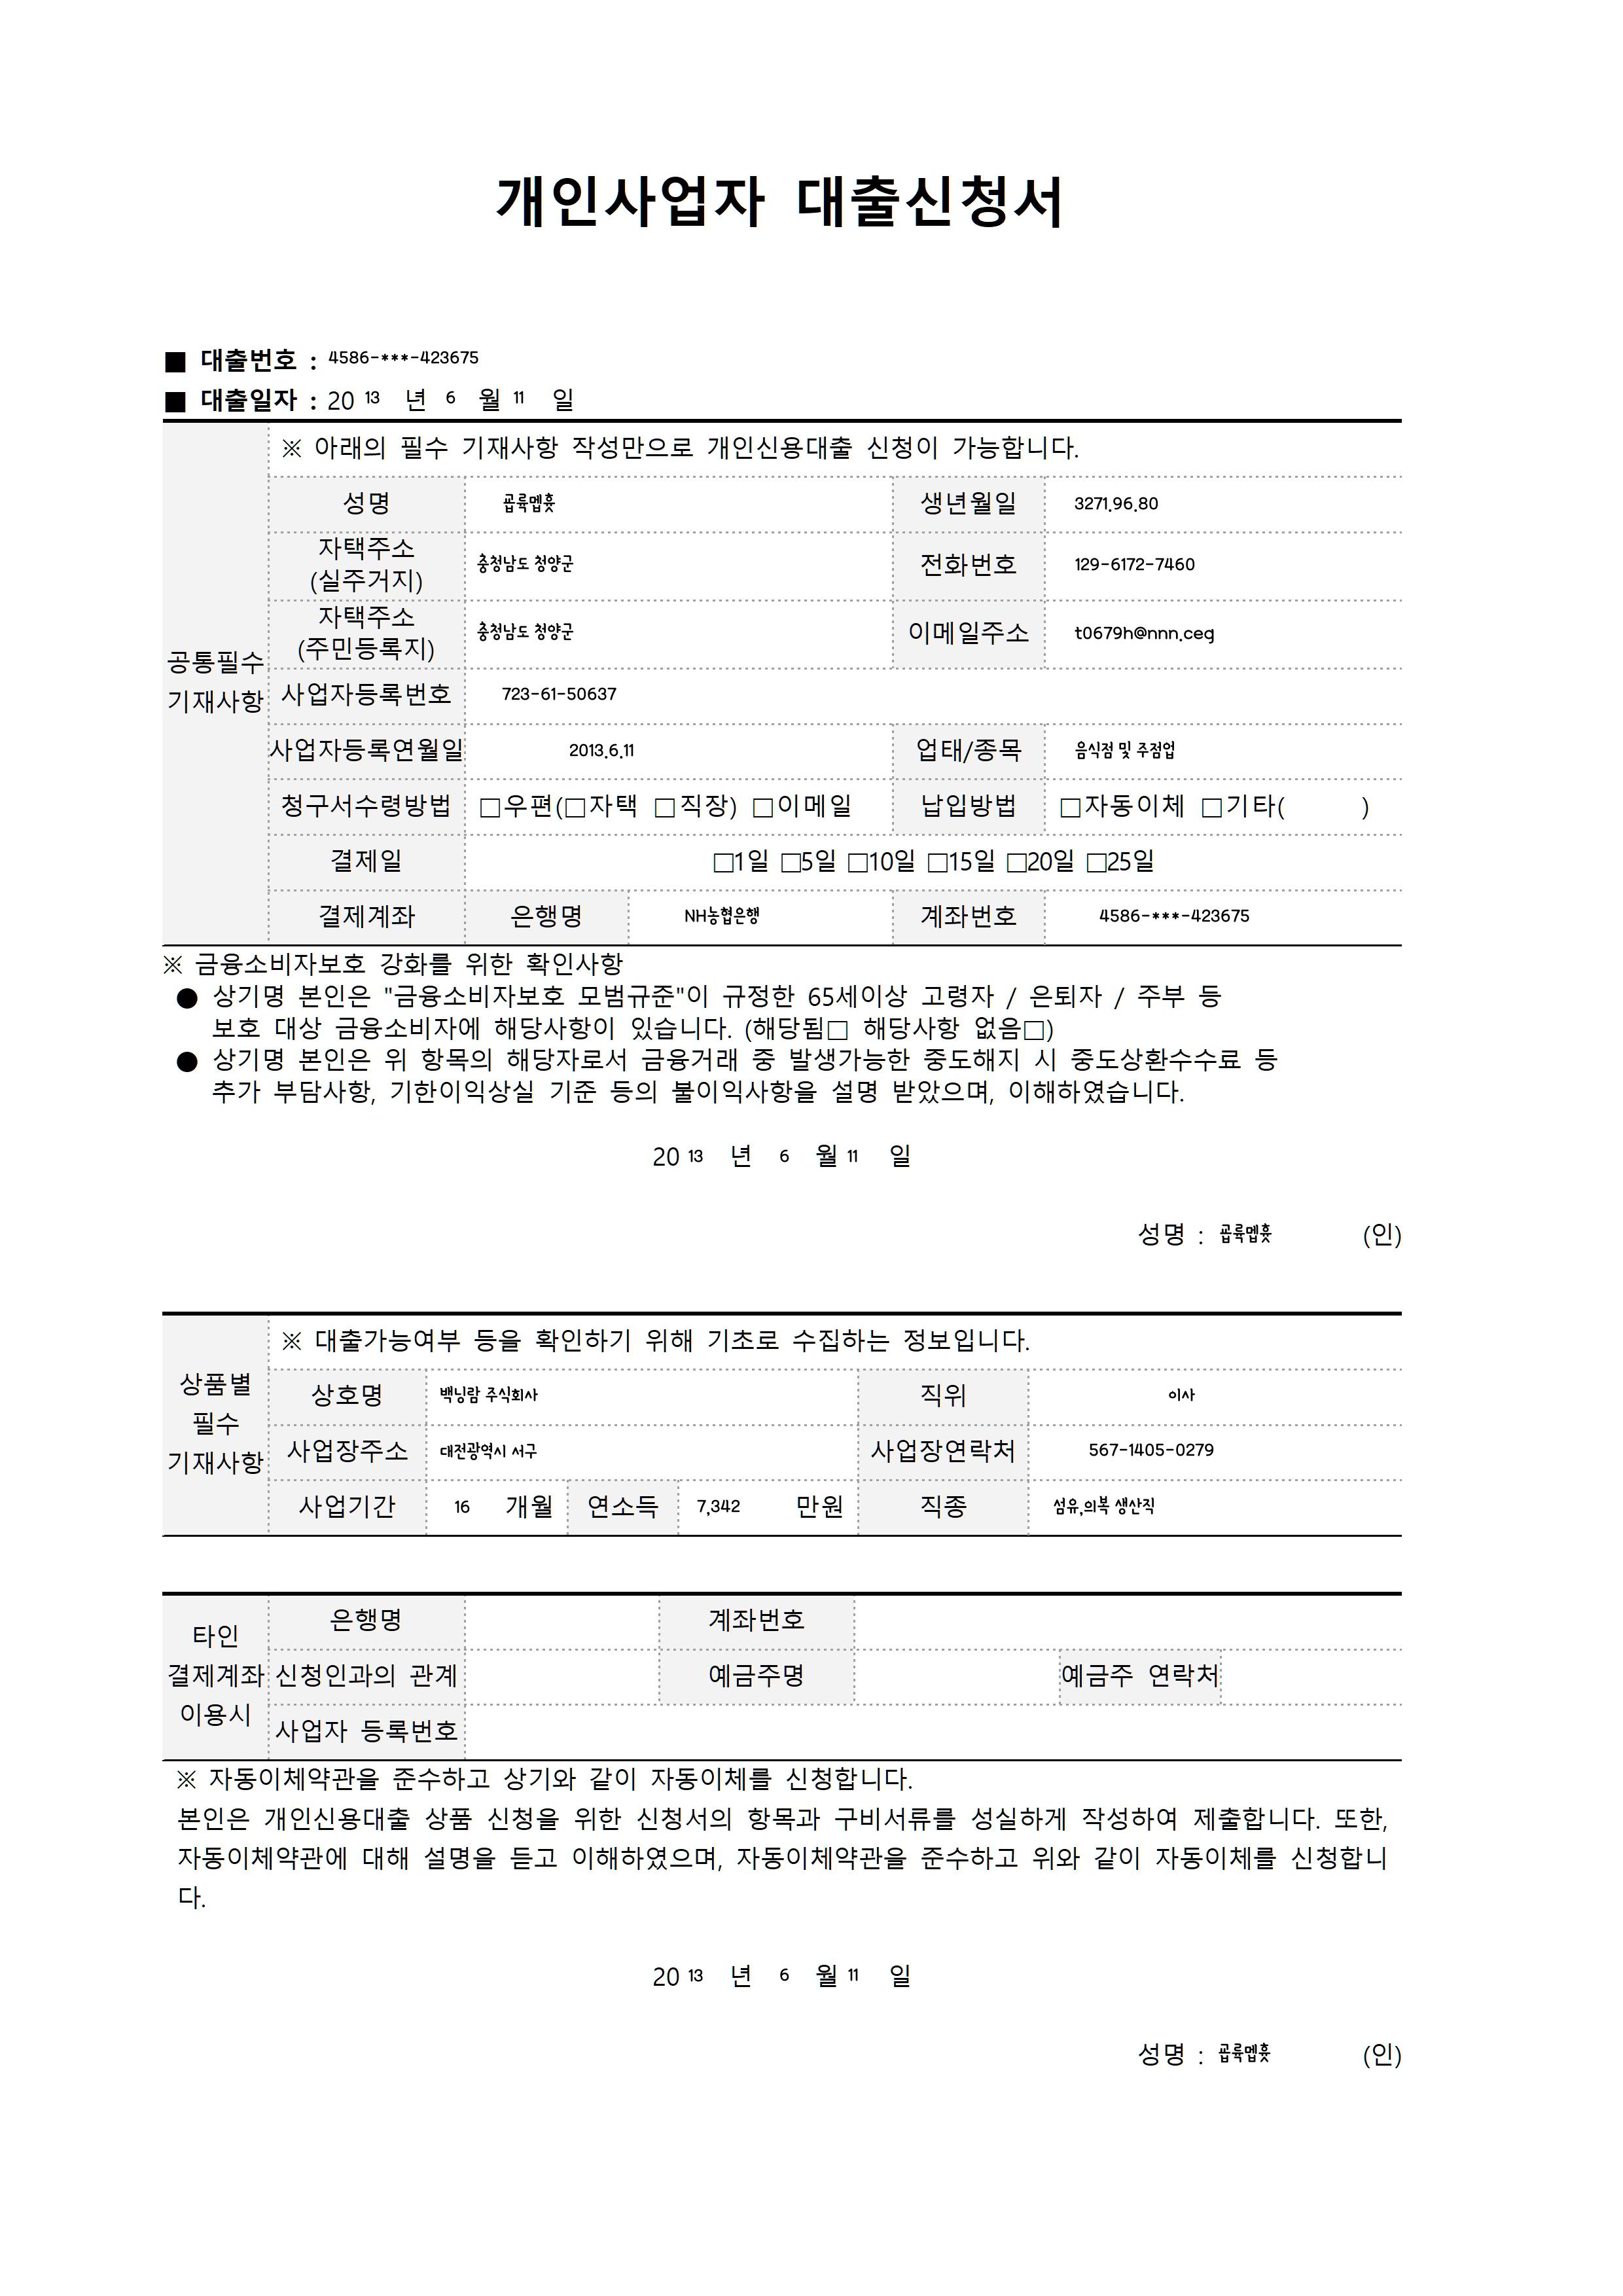 개인사업자 대출신청서
■ 대출번호 : 4586-***-423675
■ 대출일자 : 20 13 년 6 월 11 일
공통필수
기재사항
※ 아래의 필수 기재사항 작성만으로 개인신용대출 신청이 가능합니다.
성명 굡륙멥흇 생년월일 3271.96.80
자택주소
(실주거지) 충청남도 청양군 전화번호 129-6172-7460
자택주소
(주민등록지) 충청남도 청양군 이메일주소 t0679h@nnn.ceg
사업자등록번호 723-61-50637
사업자등록연월일 2013.6.11 업태/종목 음식점 및 주점업
청구서수령방법 □우편(□자택 □직장) □이메일 납입방법 □자동이체 □기타( )
결제일 □1일 □5일 □10일 □15일 □20일 □25일
결제계좌 은행명 NH농협은행 계좌번호 4586-***-423675
※ 금융소비자보호 강화를 위한 확인사항
● 상기명 본인은 "금융소비자보호 모범규준"이 규정한 65세이상 고령자 / 은퇴자 / 주부 등
보호 대상 금융소비자에 해당사항이 있습니다. (해당됨□ 해당사항 없음□)
● 상기명 본인은 위 항목의 해당자로서 금융거래 중 발생가능한 중도해지 시 중도상환수수료 등
추가 부담사항, 기한이익상실 기준 등의 불이익사항을 설명 받았으며, 이해하였습니다.
20 13 년 6 월 11 일
성명 : 굡륙멥흇 (인)
상품별
필수
기재사항
※ 대출가능여부 등을 확인하기 위해 기초로 수집하는 정보입니다.
상호명 백닝람 주식회사 직위 이사
사업장주소 대전광역시 서구 사업장연락처 567-1405-0279
사업기간 16 개월 연소득 7,342 만원 직종 섬유,의복 생산직
타인
결제계좌
이용시
은행명 계좌번호
신청인과의 관계 예금주명 예금주 연락처
사업자 등록번호
※ 자동이체약관을 준수하고 상기와 같이 자동이체를 신청합니다.
본인은 개인신용대출 상품 신청을 위한 신청서의 항목과 구비서류를 성실하게 작성하여 제출합니다. 또한,
자동이체약관에 대해 설명을 듣고 이해하였으며, 자동이체약관을 준수하고 위와 같이 자동이체를 신청합니
다.
20 13 년 6 월 11 일
성명 : 굡륙멥흇 (인)